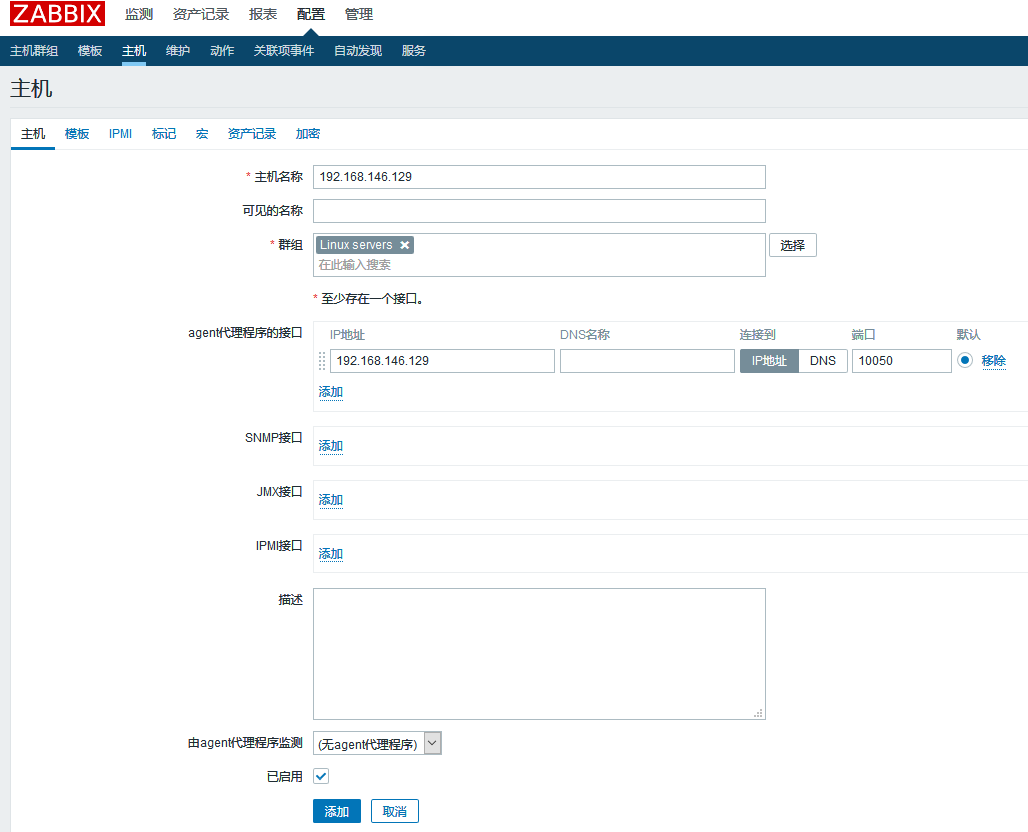 ZABBIX 监测 资产记录 报表 配置 管理
主机群组 模板 主机 维护 动作 关联项事件 自动发现 服务
主机
主机 模板 IPMI 标记 宏 资产记录 加密
* 主机名称 192.168.146.129
可见的名称
* 群组 Linux servers 选择
在此输入搜索
* 至少存在一个接口。
agent代理程序的接口 IP地址 DNS名称 连接到 端口 默认
192.168.146.129 IP地址 DNS 10050 移除
添加
SNMP接口 添加
JMX接口 添加
IPMI接口 添加
描述
由agent代理程序监测 (无agent代理程序)
已启用
添加 取消